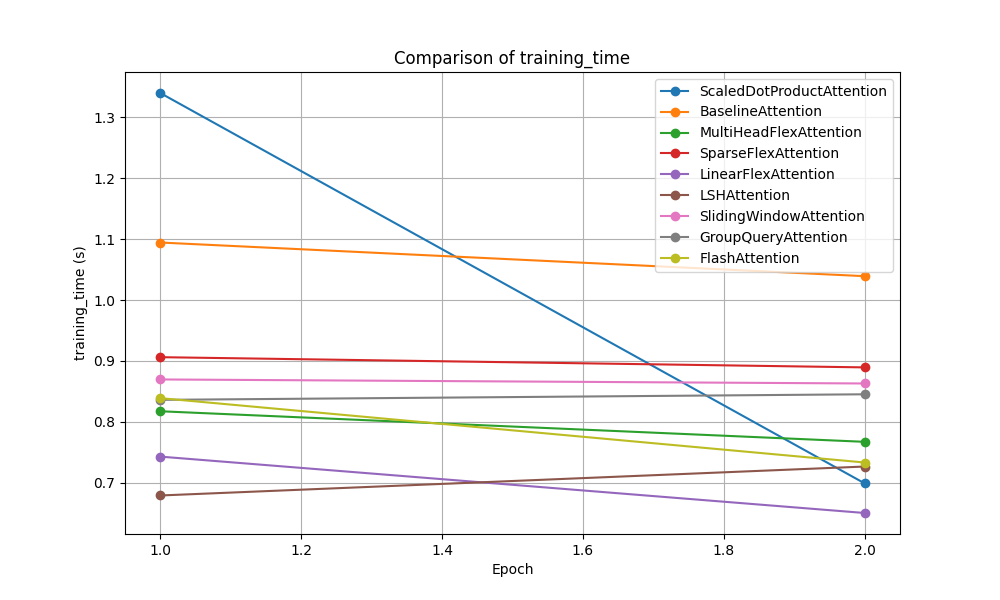 Comparison of training_time
training_time (s)
1.3
1.2
1.1
1.0
0.9
0.8
0.7
ScaledDotProductAttention
BaselineAttention
MultiHeadFlexAttention
SparseFlexAttention
LinearFlexAttention
LSHAttention
SlidingWindowAttention
GroupQueryAttention
FlashAttention
1.0 1.2 1.4 1.6 1.8 2.0
Epoch